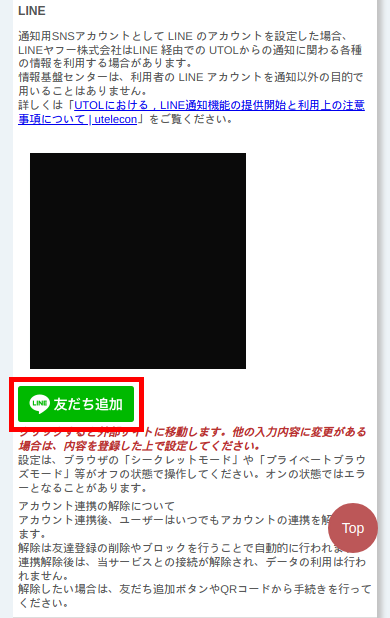 LINE
通知用SNSアカウントとして LINE のアカウントを設定した場合、
LINEヤフー株式会社はLINE 経由での UTOLからの通知に関わる各種
の情報を利用する場合があります。
情報基盤センターは、利用者の LINE アカウントを通知以外の目的で
用いることはありません。
詳しくは「UTOLにおける，LINE通知機能の提供開始と利用上の注意
事項について | utelecon」をご覧ください。
LINE 友だち追加
クリックすると外部サイトに移動します。他の入力内容に変更がある
場合は、内容を登録した上で設定してください。
設定は、ブラウザの「シークレットモード」や「プライベートブラウ
ズモード」等がオフの状態で操作してください。オンの状態ではエラ
ーとなることがあります。
アカウント連携の解除について
アカウント連携後、ユーザーはいつでもアカウントの連携を解
ます。
解除は友達登録の削除やブロックを行うことで自動的に行われま
Top
連携解除後は、当サービスとの接続が解除され、データの利用は行わ
れません。
解除したい場合は、友だち追加ボタンやQRコードから手続きを行って
ください。